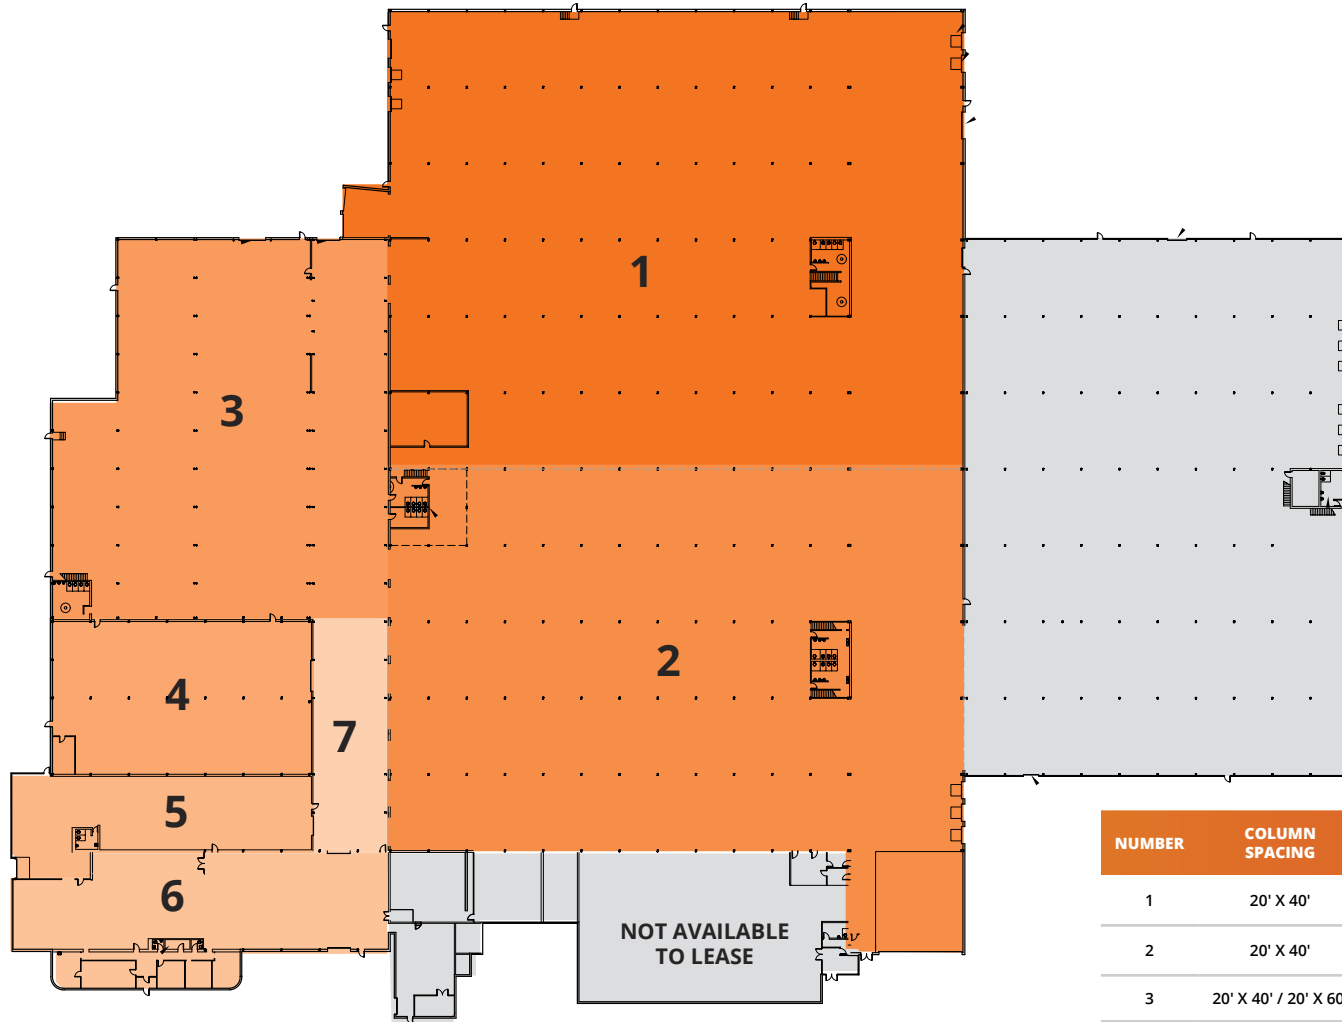 1
3
2
4
7
5
6
NOT AVAILABLE
TO LEASE
NUMBER COLUMN
SPACING
1 20' X 40'
2 20' X 40'
3 20' X 40' / 20' X 60